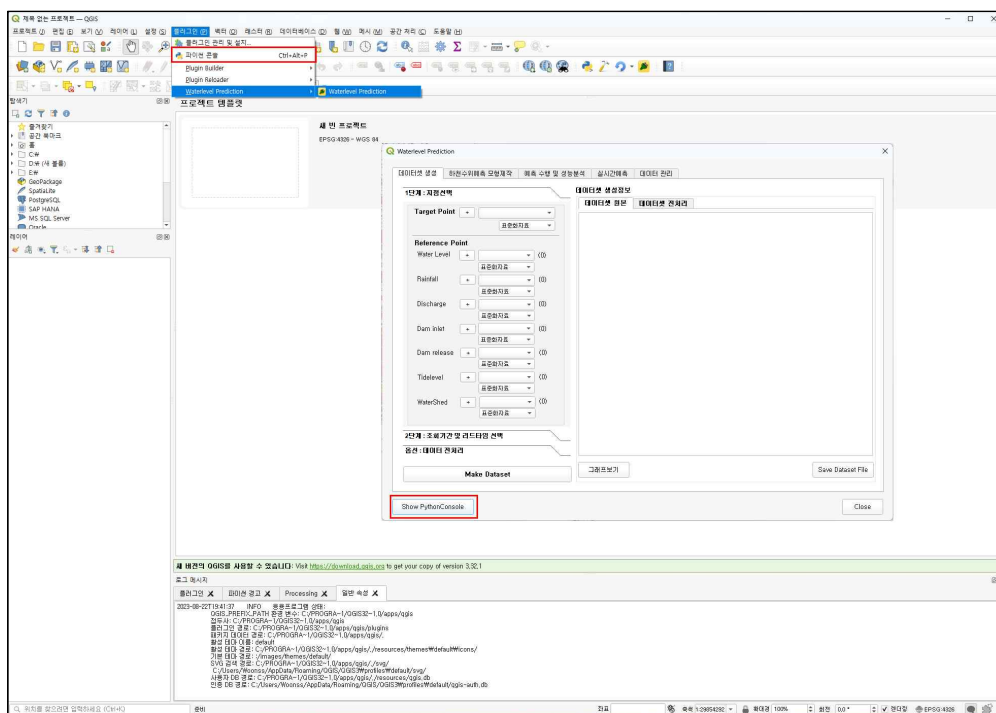 제목 없는 프로젝트 — QGIS
프로젝트 (J) 편집 (E) 보기 (V) 레이어 (L) 설정 (S) 플러그인 (P) 벡터 (O) 래스터 (R) 데이터베이스 (D) 웹 (W) 메시 (M) 공간 처리 (C) 도움말 (H)
플러그인 관리 및 설치...
파이썬 콘솔 Ctrl+Alt+P
Plugin Builder
Plugin Reloader
Waterlevel Prediction
Waterlevel Prediction
탐색기
즐겨찾기
공간 북마크
홈
C:₩
D:₩ (새 볼륨)
E:₩
GeoPackage
SpatiaLite
PostgreSQL
SAP HANA
MS SQL Server
Oracle
레이어
프로젝트 템플릿
새 빈 프로젝트
EPSG:4326 - WGS 84
Waterlevel Prediction
데이터셋 생성 하천수위예측 모형제작 예측 수행 및 성능분석 실시간예측 데이터 관리
1단계 : 지점선택
Target Point +
표준화자료
Reference Point
Water Level + (0)
표준화자료
Rainfall + (0)
표준화자료
Discharge + (0)
표준화자료
Dam inlet + (0)
표준화자료
Dam release + (0)
표준화자료
Tidelevel + (0)
표준화자료
WaterShed + (0)
표준화자료
2단계 : 조회기간 및 리드타임 선택
옵션 : 데이터 전처리
Make Dataset
데이터셋 생성정보
데이터셋 원본 데이터셋 전처리
그래프보기 Save Dataset File
Show PythonConsole Close
새 버전의 QGIS를 사용할 수 있습니다: Visit https://download.qgis.org to get your copy of version 3.32.1
로그 메시지
플러그인 파이썬 경고 Processing 일반 속성
2023-08-22T19:41:37 INFO 응용프로그램 상태:
QGIS_PREFIX_PATH 환경 변수: C:/PROGRA~1/QGIS32~1.0/apps/qgis
접두사: C:/PROGRA~1/QGIS32~1.0/apps/qgis
플러그인 경로: C:/PROGRA~1/QGIS32~1.0/apps/qgis/plugins
패키지 데이터 경로: C:/PROGRA~1/QGIS32~1.0/apps/qgis/.
활성 테마 이름: default
활성 테마 경로: C:/PROGRA~1/QGIS32~1.0/apps/qgis/./resources/themes₩default₩icons/
기본 테마 경로: :/images/themes/default/
SVG 검색 경로: C:/PROGRA~1/QGIS32~1.0/apps/qgis/./svg/
C:/Users/Woonss/AppData/Roaming/QGIS/QGIS3₩profiles₩default/svg/
사용자 DB 경로: C:/PROGRA~1/QGIS32~1.0/apps/qgis/./resources/qgis.db
인증 DB 경로: C:/Users/Woonss/AppData/Roaming/QGIS/QGIS3₩profiles₩default/qgis-auth.db
위치를 찾으려면 입력하세요 (Ctrl+K) 준비 좌표 축척 1:29854292 확대경 100% 회전 0.0° 렌더링 EPSG:4326